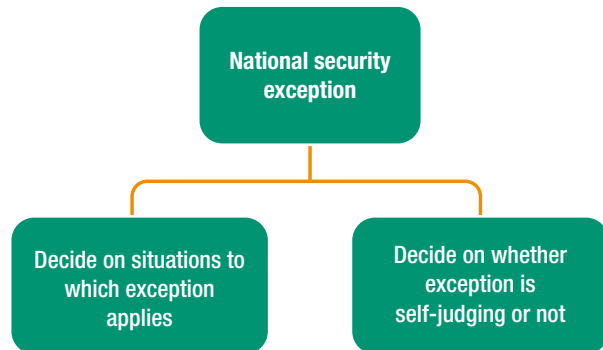 National security
exception
Decide on situations to
which exception
applies
Decide on whether
exception is
self-judging or not